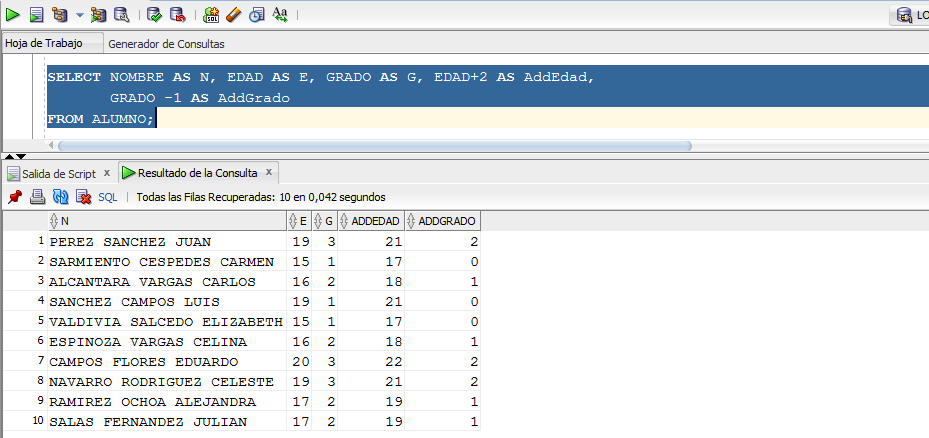 SQL
Aa
LO
Hoja de Trabajo Generador de Consultas
SELECT NOMBRE AS N, EDAD AS E, GRADO AS G, EDAD+2 AS AddEdad,
GRADO -1 AS AddGrado
FROM ALUMNO;
Salida de Script x Resultado de la Consulta x
SQL | Todas las Filas Recuperadas: 10 en 0,042 segundos
N E G ADDEDAD ADDGRADO
1 PEREZ SANCHEZ JUAN 19 3 21 2
2 SARMIENTO CESPEDES CARMEN 15 1 17 0
3 ALCANTARA VARGAS CARLOS 16 2 18 1
4 SANCHEZ CAMPOS LUIS 19 1 21 0
5 VALDIVIA SALCEDO ELIZABETH 15 1 17 0
6 ESPINOZA VARGAS CELINA 16 2 18 1
7 CAMPOS FLORES EDUARDO 20 3 22 2
8 NAVARRO RODRIGUEZ CELESTE 19 3 21 2
9 RAMIREZ OCHOA ALEJANDRA 17 2 19 1
10 SALAS FERNANDEZ JULIAN 17 2 19 1